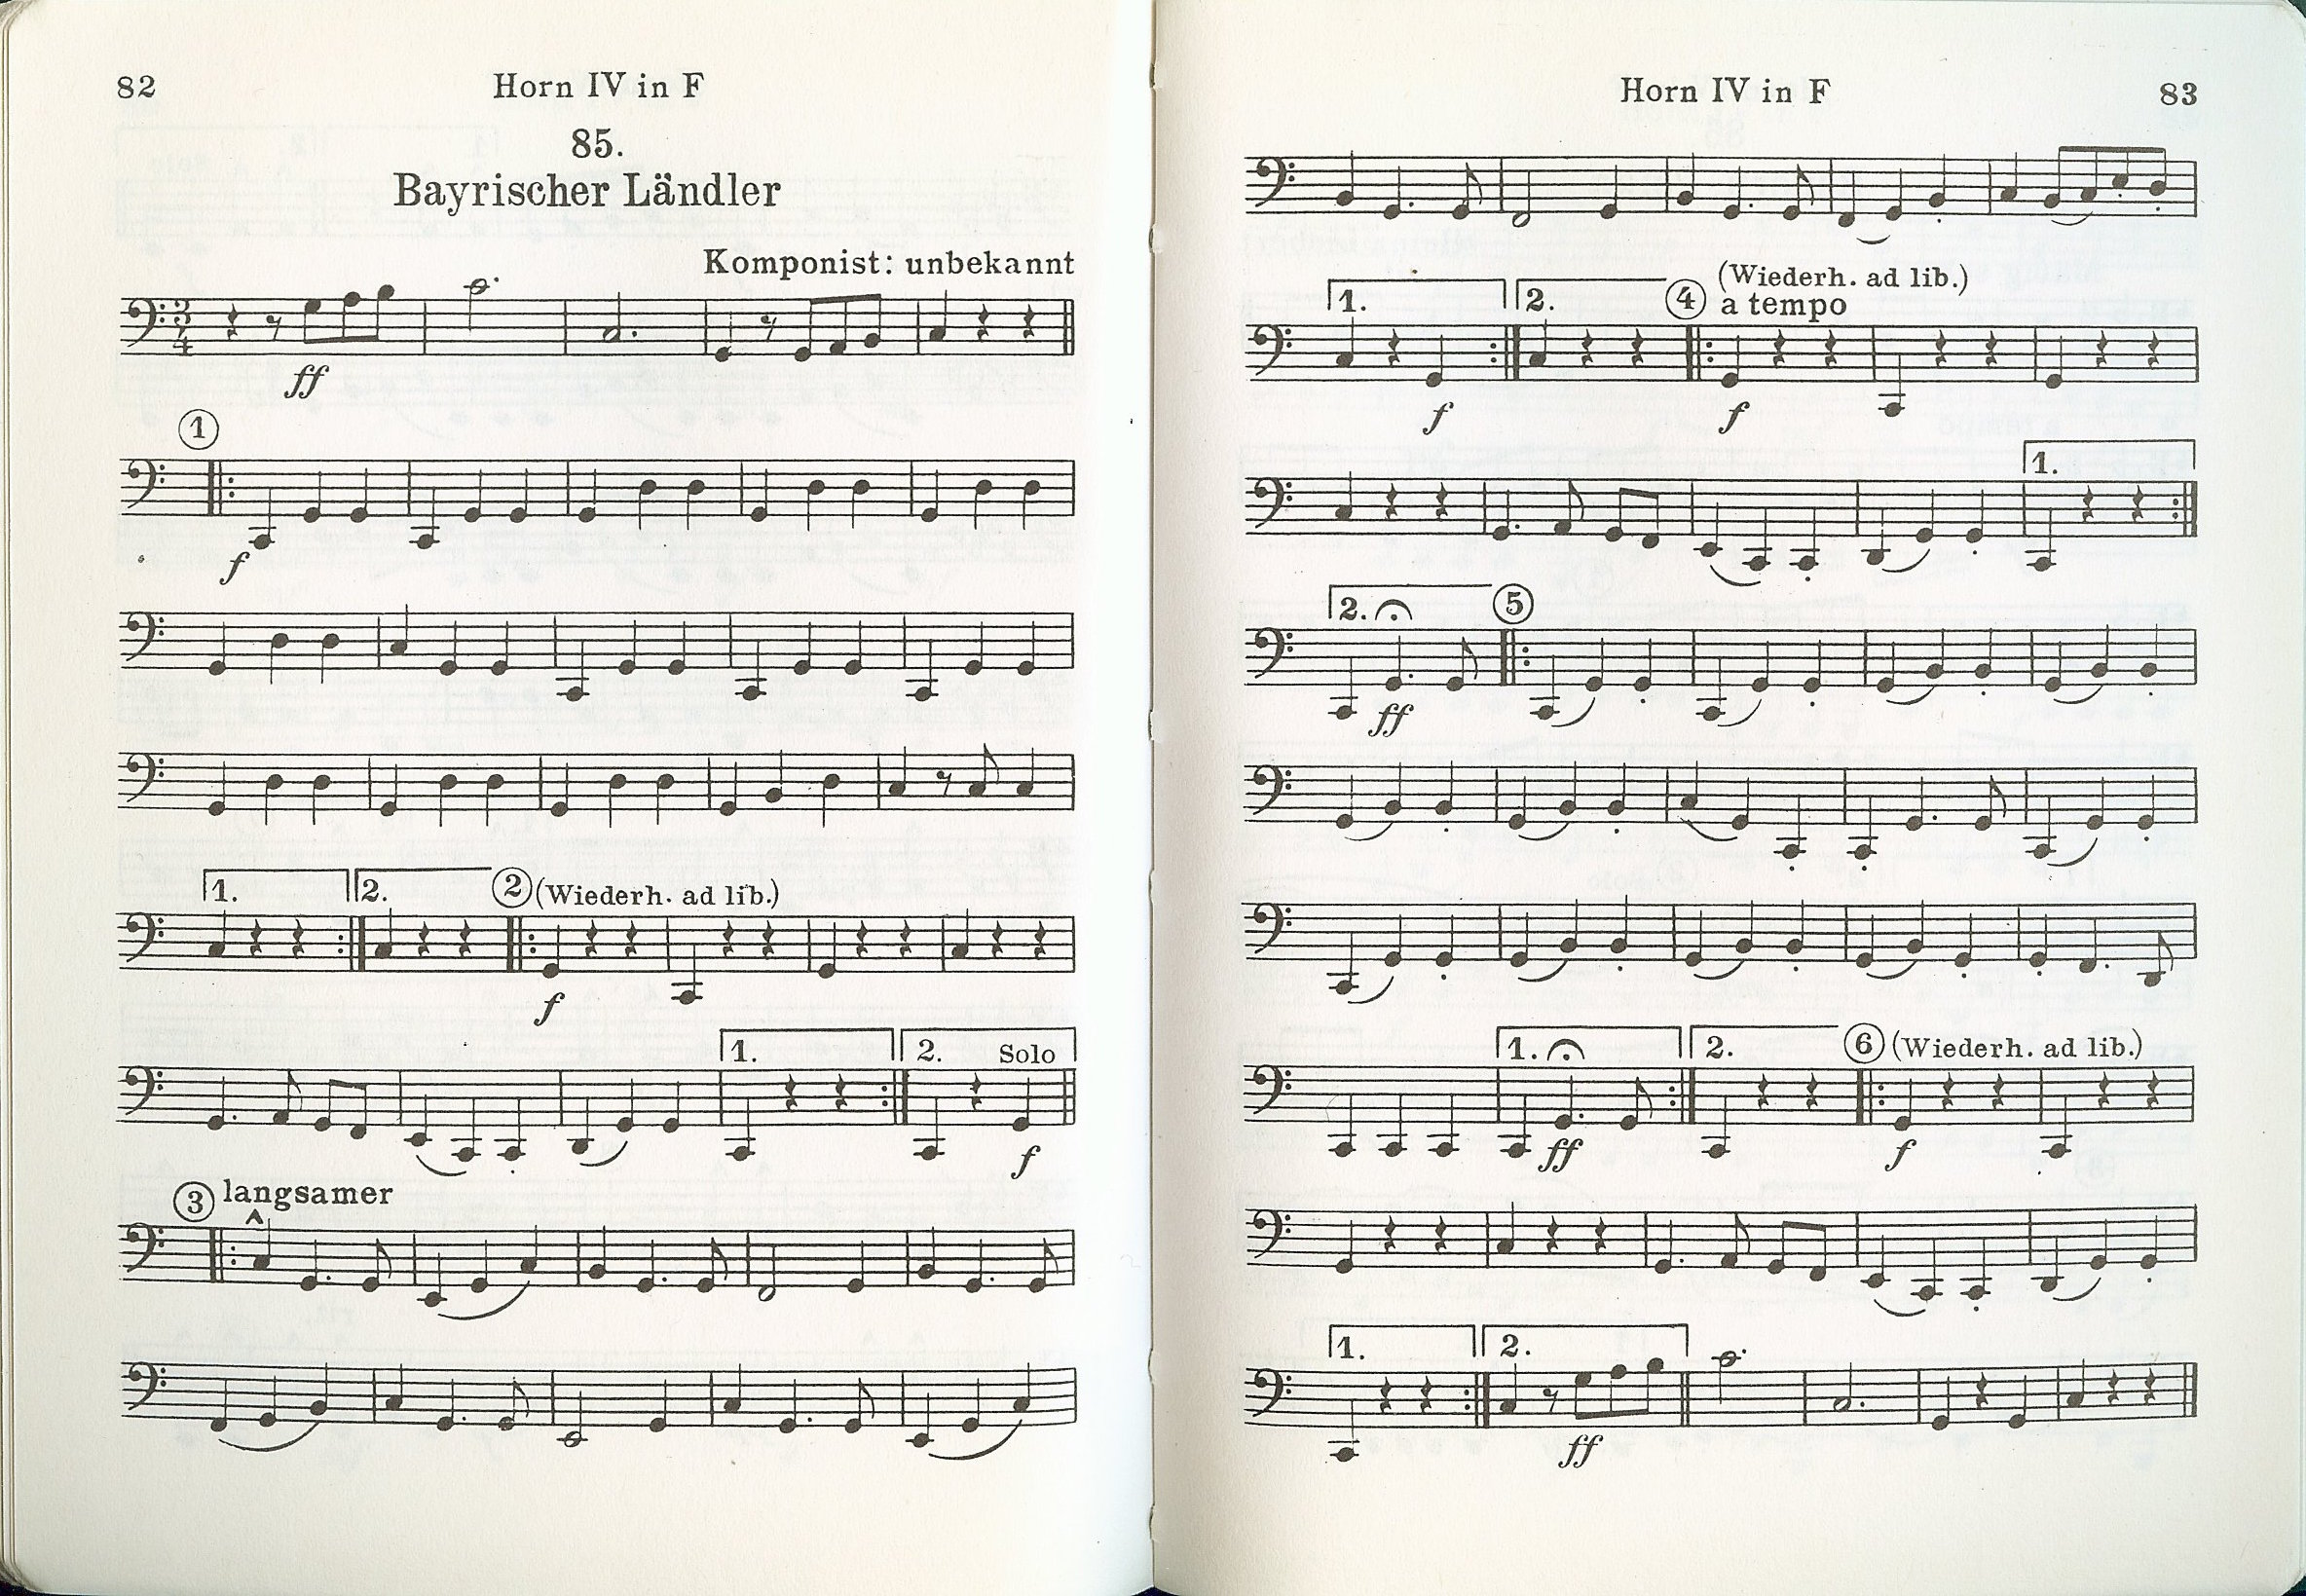 82
Horn IV in F
85.
Bayrischer Ländler
Komponist: unbekannt
3
4
ff
1
f
1. 2. 2 (Wiederh. ad lib.)
f
1. 2. Solo
f
3 langsamer
Horn IV in F
83
(Wiederh. ad lib.)
1. 2. 4 a tempo
f f
1.
2. 5
ff
1. 2. 6 (Wiederh. ad lib.)
ff f
1. 2.
ff